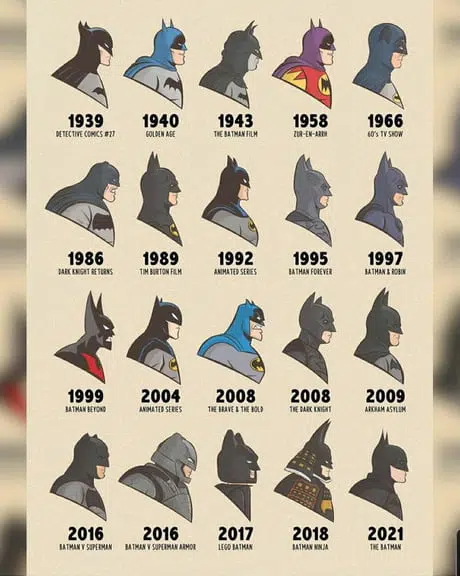 1939 1940 1943 1958 1966
DETECTIVE COMICS #27 GOLDEN AGE THE BATMAN FILM ZUR-EN-ARRH 60's TV SHOW
1986 1989 1992 1995 1997
DARK KNIGHT RETURNS TIM BURTON FILM ANIMATED SERIES BATMAN FOREVER BATMAN & ROBIN
1999 2004 2008 2008 2009
BATMAN BEYOND ANIMATED SERIES THE BRAVE & THE BOLD THE DARK KNIGHT ARKHAM ASYLUM
2016 2016 2017 2018 2021
BATMAN V SUPERMAN BATMAN V SUPERMAN ARMOR LEGO BATMAN BATMAN NINJA THE BATMAN